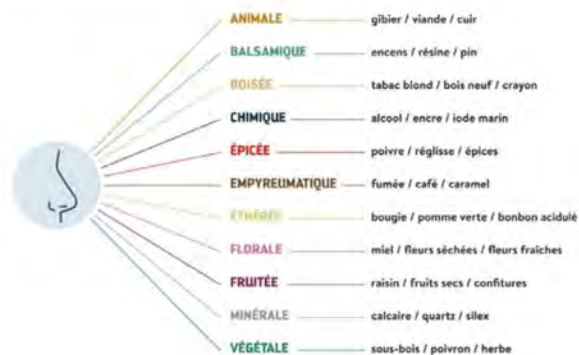 ANIMALE gibier / viande / cuir
BALSAMIQUE encens / résine / pin
BOISÉE tabac blond / bois neuf / crayon
CHIMIQUE alcool / encre / iode marin
ÉPICÉE poivre / réglisse / épices
EMPYREUMATIQUE fumée / café / caramel
ÉTHÉRÉE bougie / pomme verte / bonbon acidulé
FLORALE miel / fleurs séchées / fleurs fraîches
FRUITÉE raisin / fruits secs / confitures
MINÉRALE calcaire / quartz / silex
VÉGÉTALE sous-bois / poivron / herbe